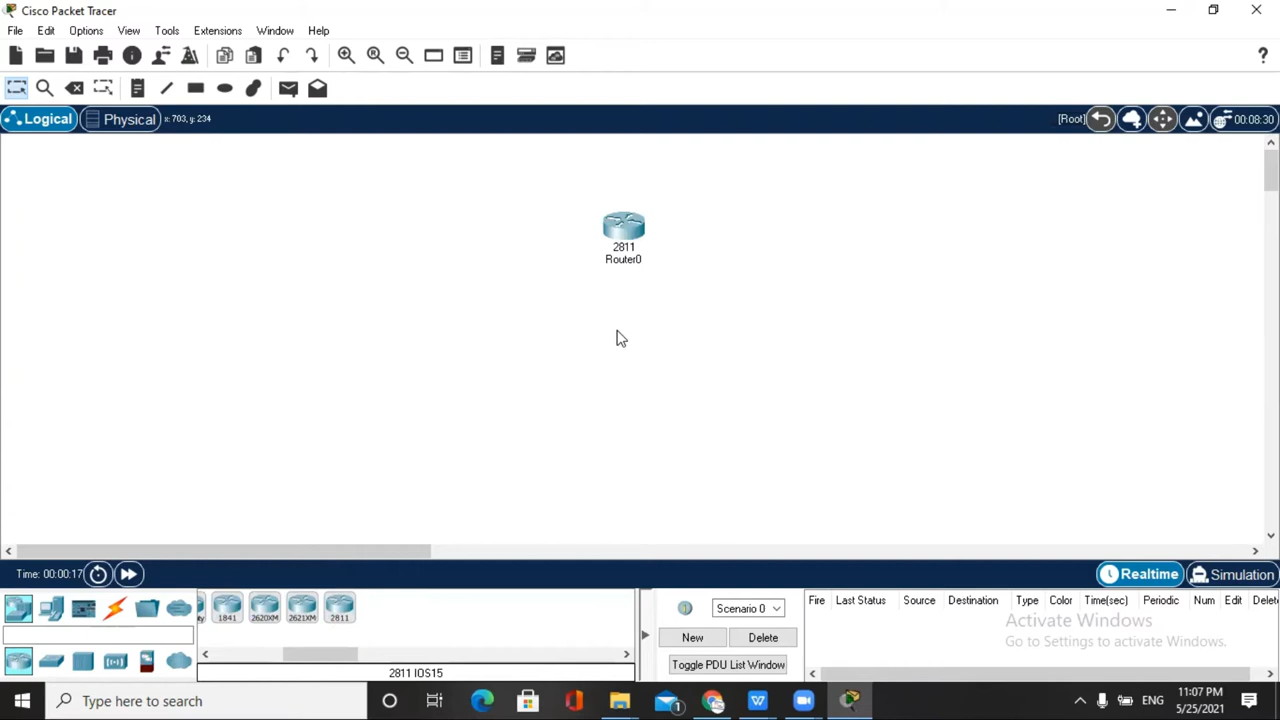 Cisco Packet Tracer
File Edit Options View Tools Extensions Window Help
?
Logical Physical x: 703, y: 234 [Root] 00:08:30
2811
Router0
Time: 00:00:17 Realtime Simulation
1841 2620XM 2621XM 2811
2811 IOS15
Scenario 0
New Delete
Toggle PDU List Window
Fire Last Status Source Destination Type Color Time(sec) Periodic Num Edit Delete
Activate Windows
Go to Settings to activate Windows.
Type here to search
1
ENG
11:07 PM
5/25/2021